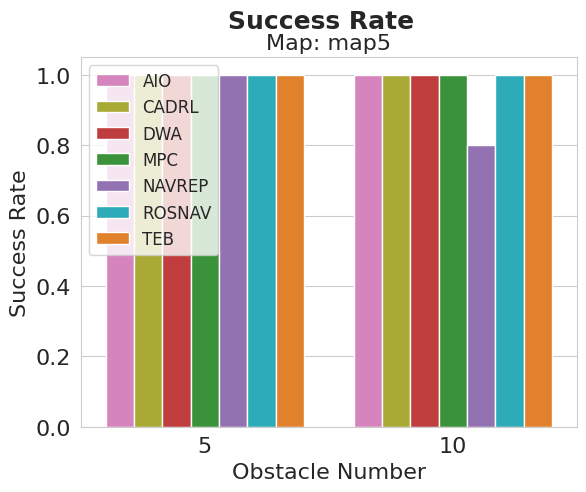 Success Rate
Map: map5
1.0
0.8
0.6
0.4
0.2
0.0
Success Rate
AIO
CADRL
DWA
MPC
NAVREP
ROSNAV
TEB
5
10
Obstacle Number